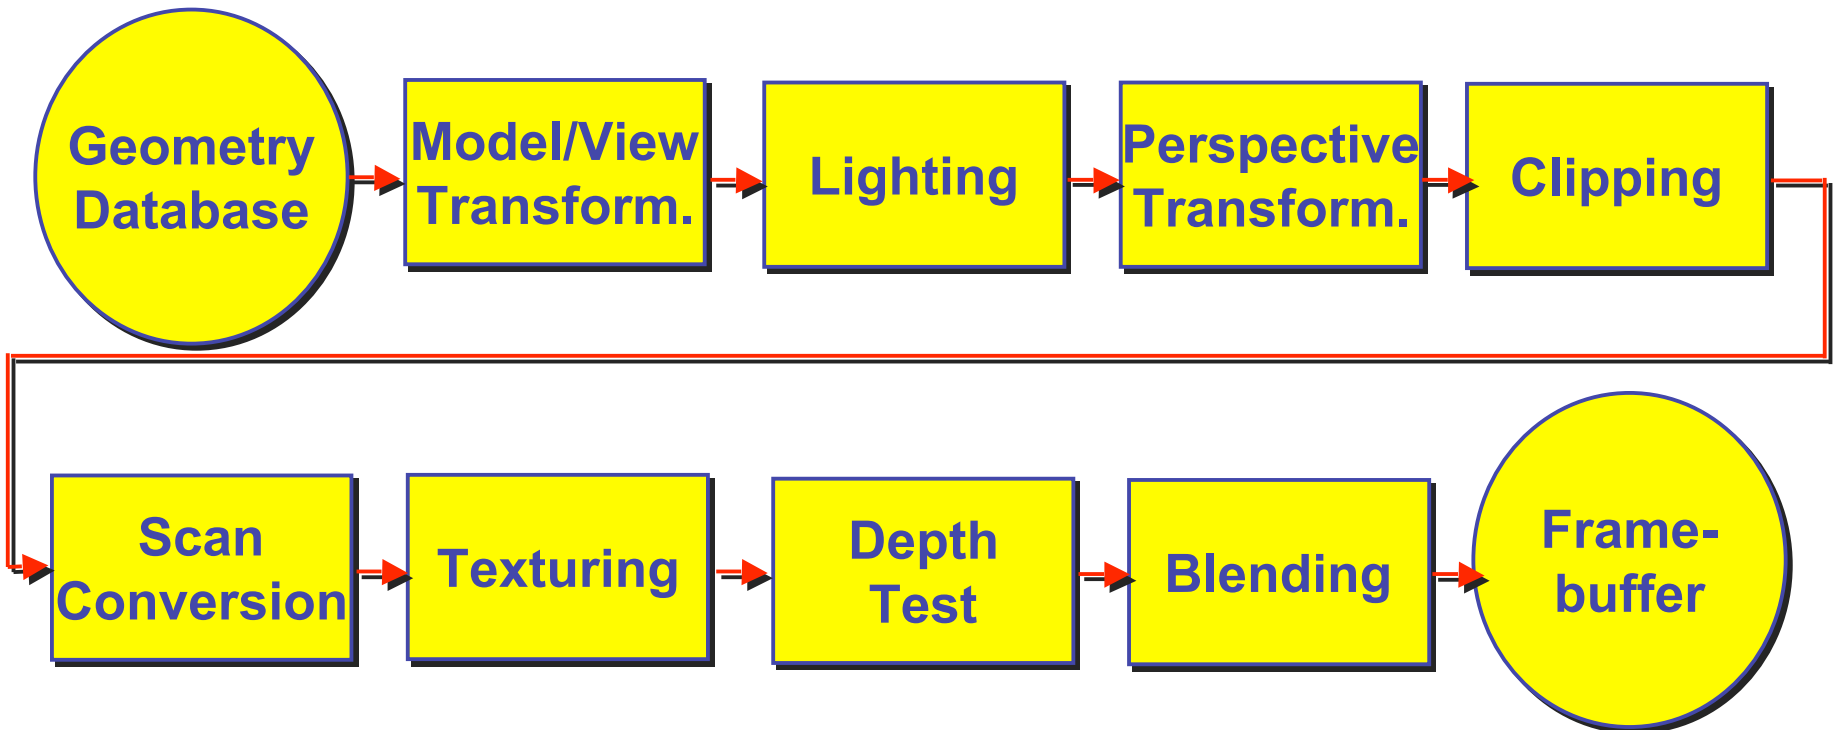 Geometry
Database
Model/View
Transform.
Lighting
Perspective
Transform.
Clipping
Scan
Conversion
Texturing
Depth
Test
Blending
Frame-
buffer